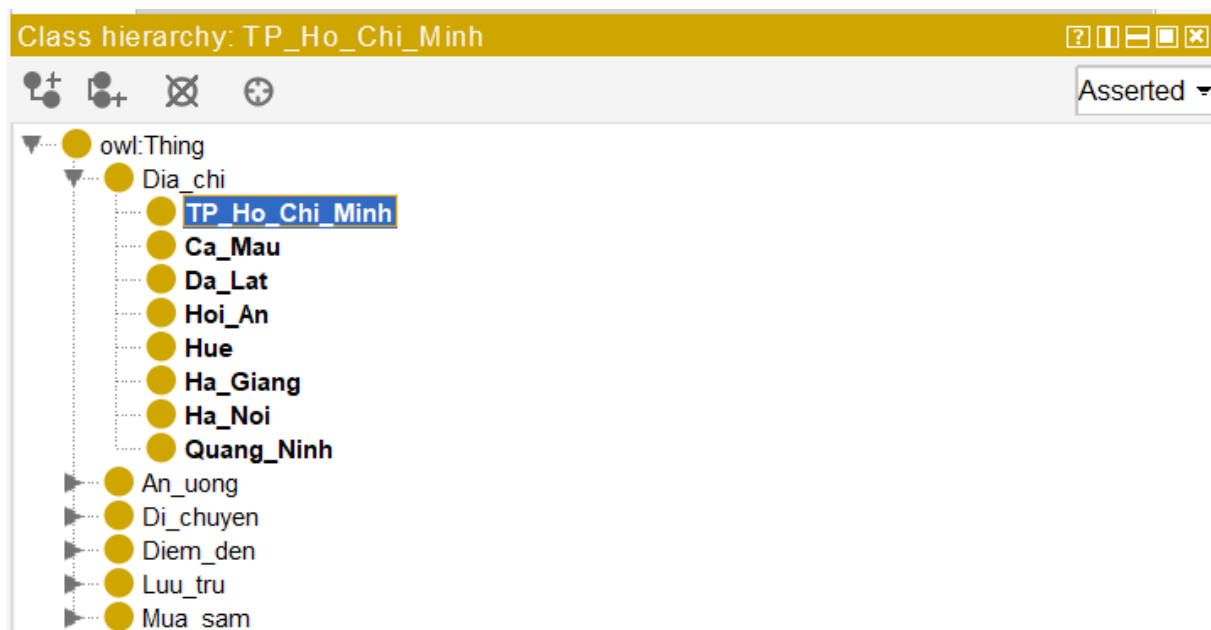 Class hierarchy: TP_Ho_Chi_Minh
Asserted
owl:Thing
Dia_chi
TP_Ho_Chi_Minh
Ca_Mau
Da_Lat
Hoi_An
Hue
Ha_Giang
Ha_Noi
Quang_Ninh
An_uong
Di_chuyen
Diem_den
Luu_tru
Mua_sam